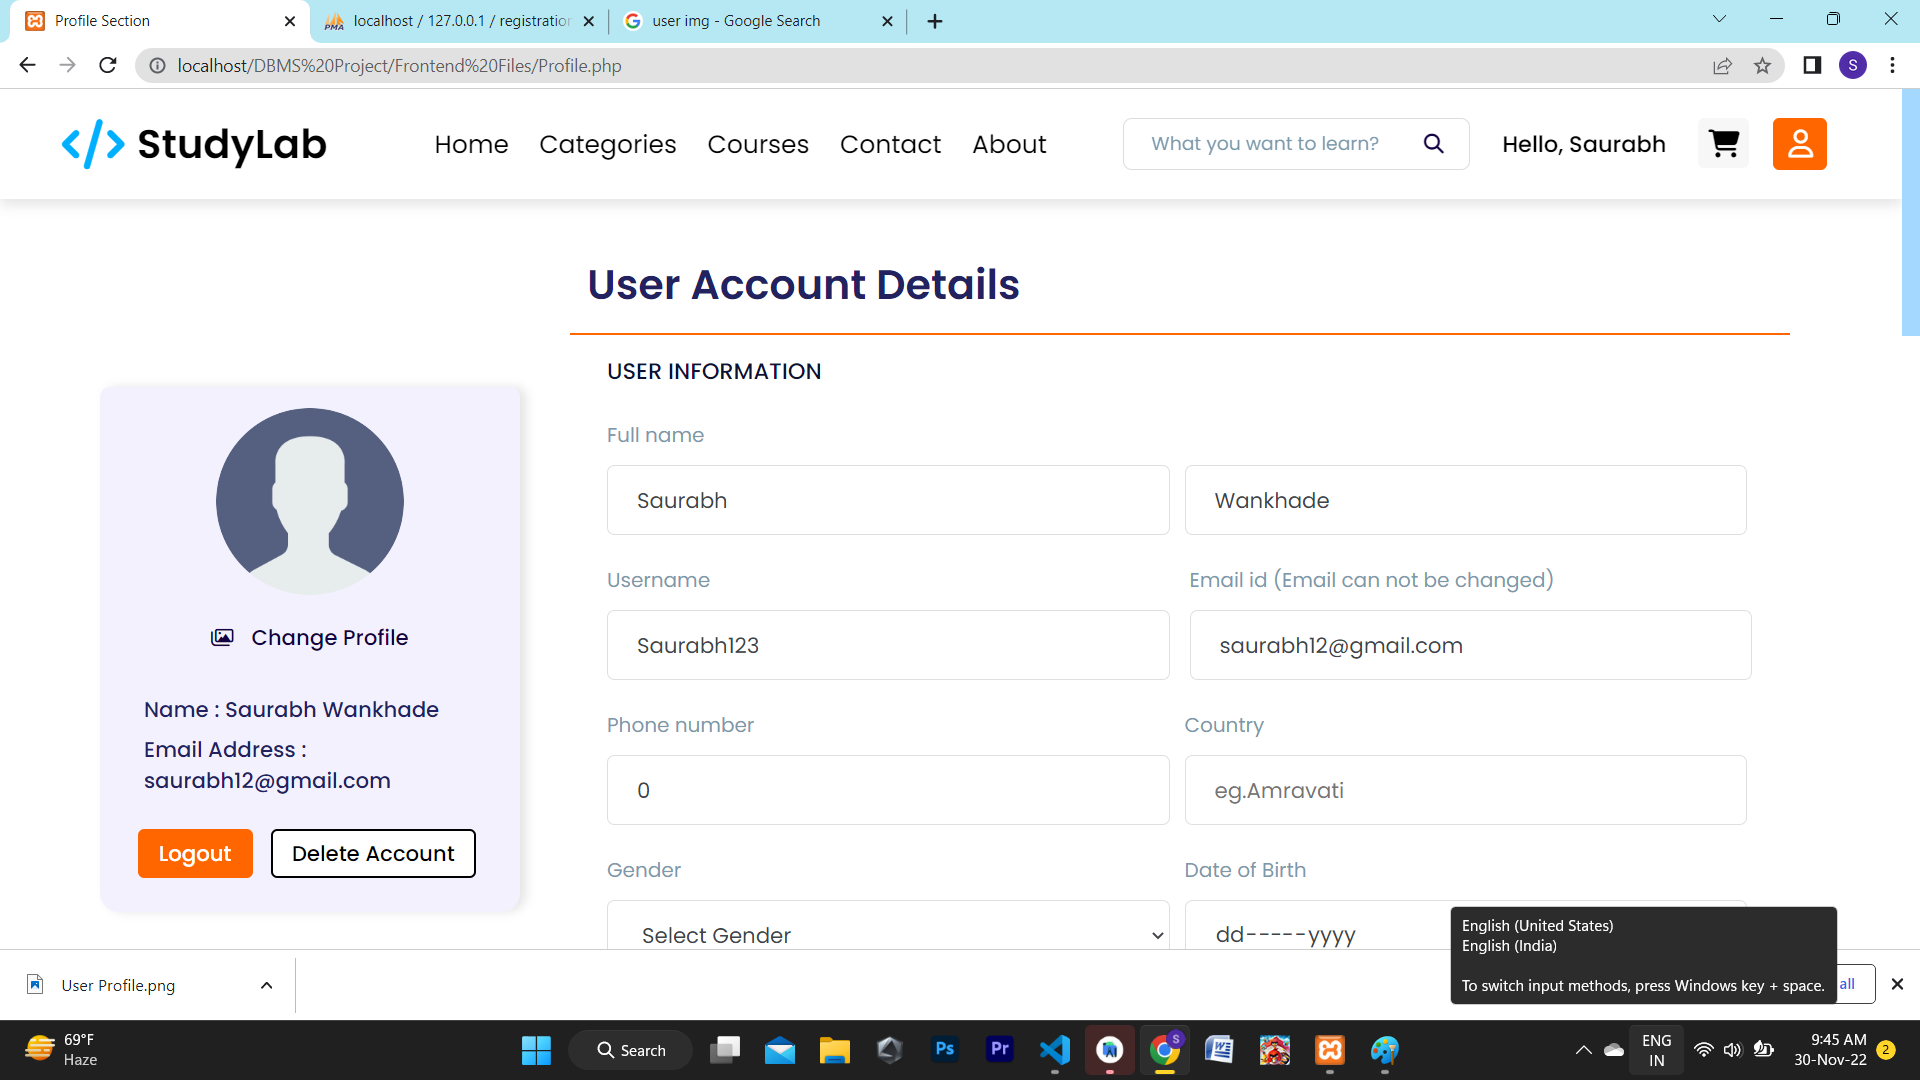 Profile Section
localhost / 127.0.0.1 / registration
user img - Google Search
localhost/DBMS%20Project/Frontend%20Files/Profile.php
S
</> StudyLab
Home
Categories
Courses
Contact
About
What you want to learn?
Hello, Saurabh
User Account Details
USER INFORMATION
Full name
Saurabh
Wankhade
Username
Email id (Email can not be changed)
Saurabh123
saurabh12@gmail.com
Phone number
Country
0
eg.Amravati
Gender
Date of Birth
Select Gender
dd-----yyyy
Change Profile
Name : Saurabh Wankhade
Email Address :
saurabh12@gmail.com
Logout
Delete Account
English (United States)
English (India)
To switch input methods, press Windows key + space.
all
User Profile.png
69°F
Haze
Search
Ps
Pr
S
ENG
IN
9:45 AM
30-Nov-22
2